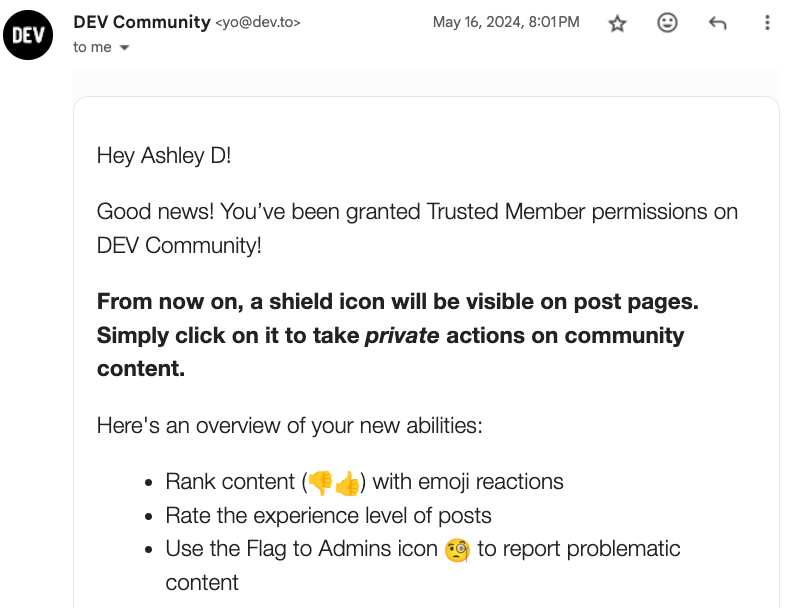 DEV
DEV Community <yo@dev.to>
May 16, 2024, 8:01 PM
to me
Hey Ashley D!
Good news! You’ve been granted Trusted Member permissions on
DEV Community!
From now on, a shield icon will be visible on post pages.
Simply click on it to take private actions on community
content.
Here's an overview of your new abilities:
• Rank content (👎👍) with emoji reactions
• Rate the experience level of posts
• Use the Flag to Admins icon 🧐 to report problematic
content